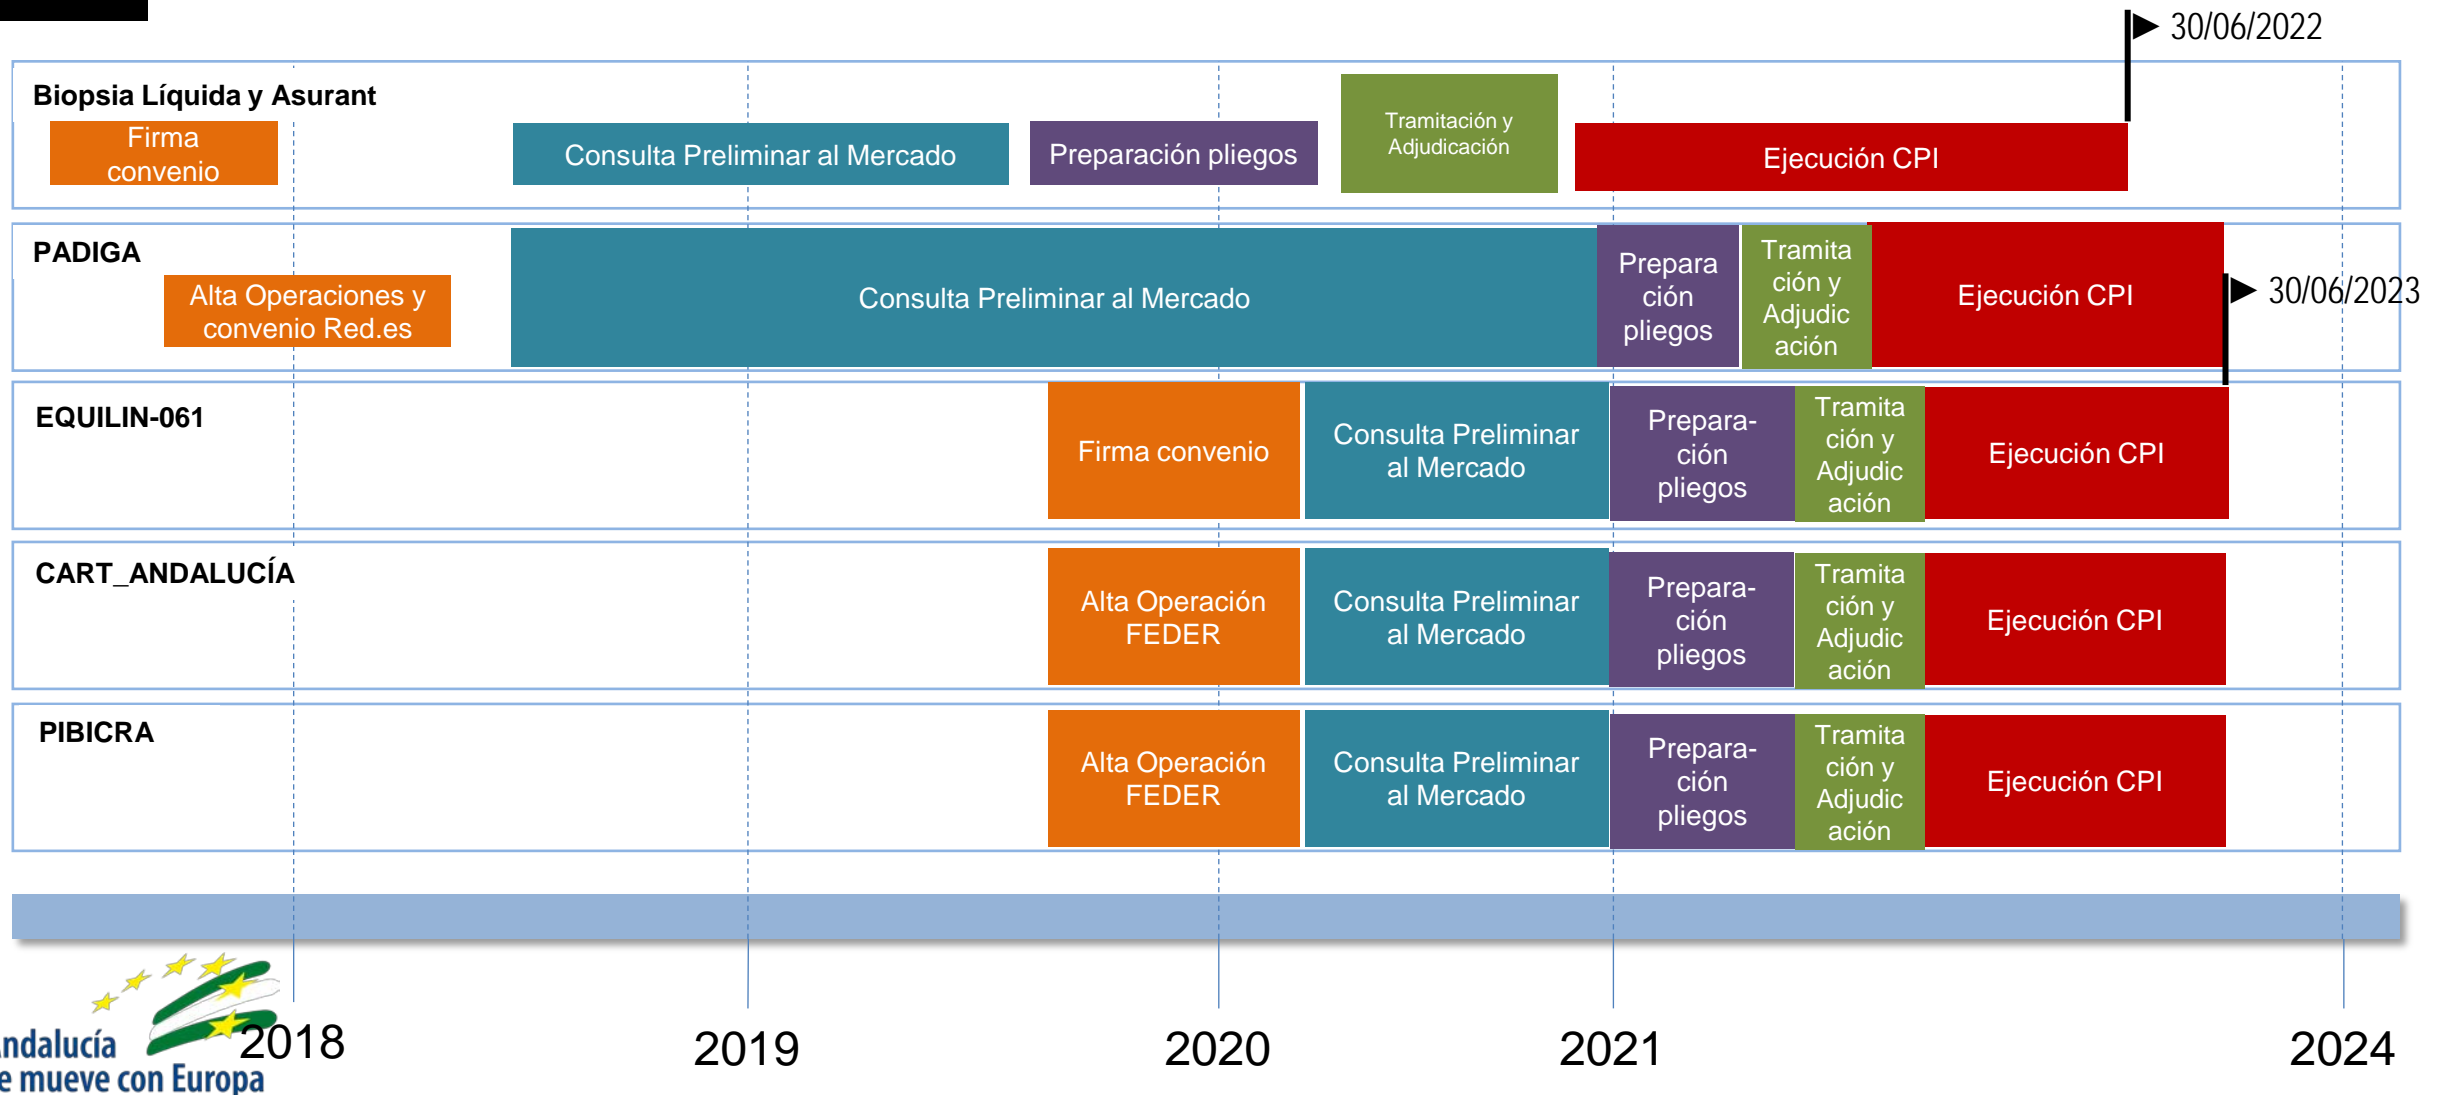 30/06/2022
Biopsia Líquida y Asurant
Firma
convenio
Consulta Preliminar al Mercado
Preparación pliegos
Tramitación y
Adjudicación
Ejecución CPI
PADIGA
Alta Operaciones y
convenio Red.es
Consulta Preliminar al Mercado
Prepara
ción
pliegos
Tramita
ción y
Adjudic
ación
Ejecución CPI
30/06/2023
EQUILIN-061
Firma convenio
Consulta Preliminar
al Mercado
Prepara-
ción
pliegos
Tramita
ción y
Adjudic
ación
Ejecución CPI
CART_ANDALUCÍA
Alta Operación
FEDER
Consulta Preliminar
al Mercado
Prepara-
ción
pliegos
Tramita
ción y
Adjudic
ación
Ejecución CPI
PIBICRA
Alta Operación
FEDER
Consulta Preliminar
al Mercado
Prepara-
ción
pliegos
Tramita
ción y
Adjudic
ación
Ejecución CPI
2018
2019
2020
2021
2024
ndalucía
e mueve con Europa